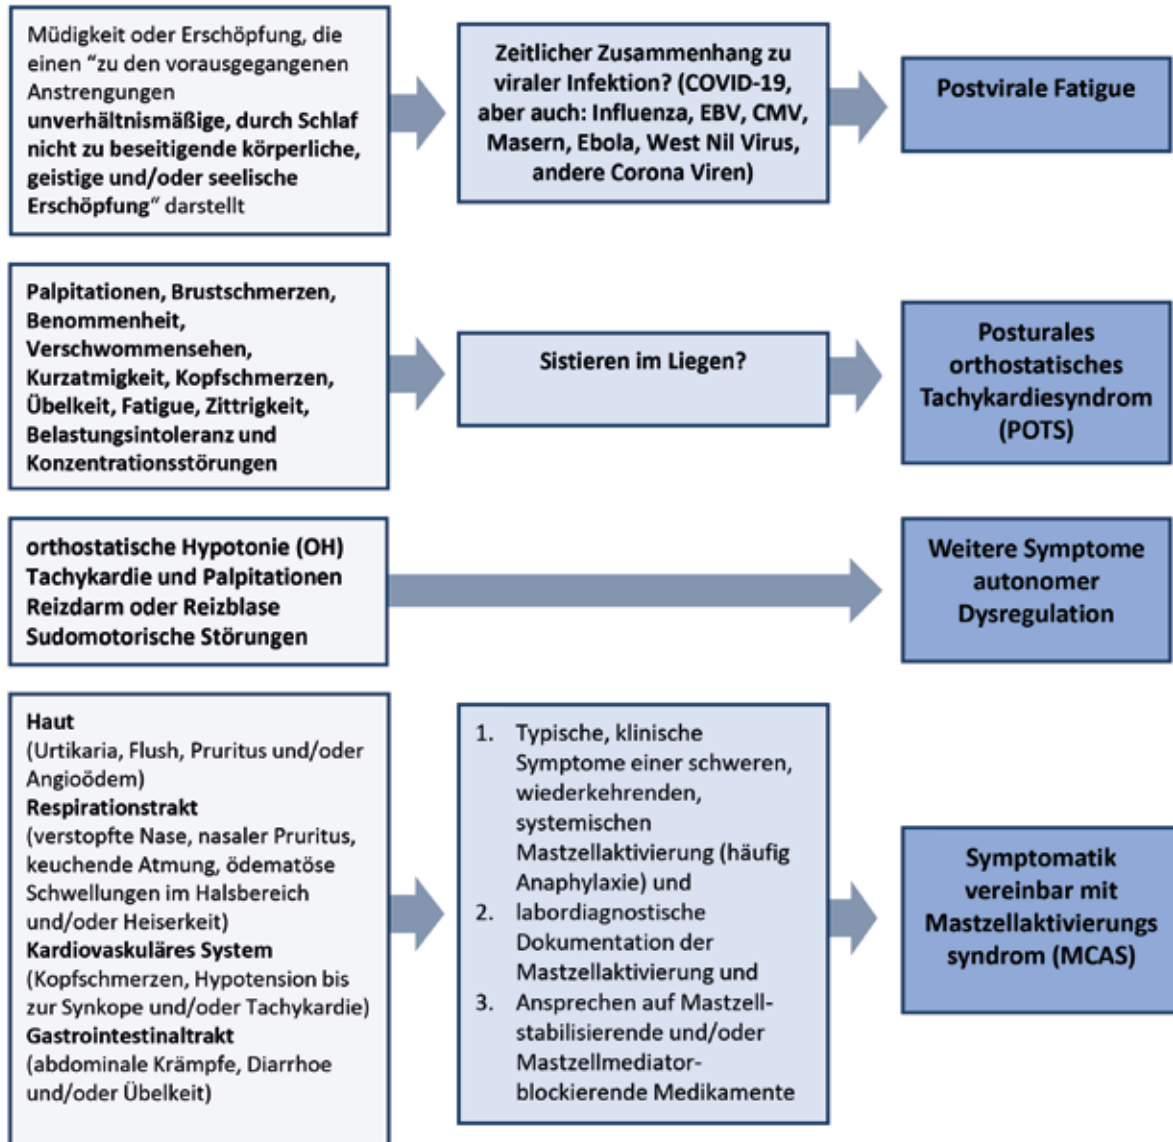 Müdigkeit oder Erschöpfung, die
einen “zu den vorausgegangenen
Anstrengungen
unverhältnismäßige, durch Schlaf
nicht zu beseitigende körperliche,
geistige und/oder seelische
Erschöpfung“ darstellt
Zeitlicher Zusammenhang zu
viraler Infektion? (COVID-19,
aber auch: Influenza, EBV, CMV,
Masern, Ebola, West Nil Virus,
andere Corona Viren)
Postvirale Fatigue
Palpitationen, Brustschmerzen,
Benommenheit,
Verschwommensehen,
Kurzatmigkeit, Kopfschmerzen,
Übelkeit, Fatigue, Zittrigkeit,
Belastungsintoleranz und
Konzentrationsstörungen
Sistieren im Liegen?
Posturales
orthostatisches
Tachykardiesyndrom
(POTS)
orthostatische Hypotonie (OH)
Tachykardie und Palpitationen
Reizdarm oder Reizblase
Sudomotorische Störungen
Weitere Symptome
autonomer
Dysregulation
Haut
(Urtikaria, Flush, Pruritus und/oder
Angioödem)
Respirationstrakt
(verstopfte Nase, nasaler Pruritus,
keuchende Atmung, ödematöse
Schwellungen im Halsbereich
und/oder Heiserkeit)
Kardiovaskuläres System
(Kopfschmerzen, Hypotension bis
zur Synkope und/oder Tachykardie)
Gastrointestinaltrakt
(abdominale Krämpfe, Diarrhoe
und/oder Übelkeit)
1. Typische, klinische
Symptome einer schweren,
wiederkehrenden,
systemischen
Mastzellaktivierung (häufig
Anaphylaxie) und
2. labordiagnostische
Dokumentation der
Mastzellaktivierung und
3. Ansprechen auf Mastzell-
stabilisierende und/oder
Mastzellmediator-
blockierende Medikamente
Symptomatik
vereinbar mit
Mastzellaktivierungs
syndrom (MCAS)